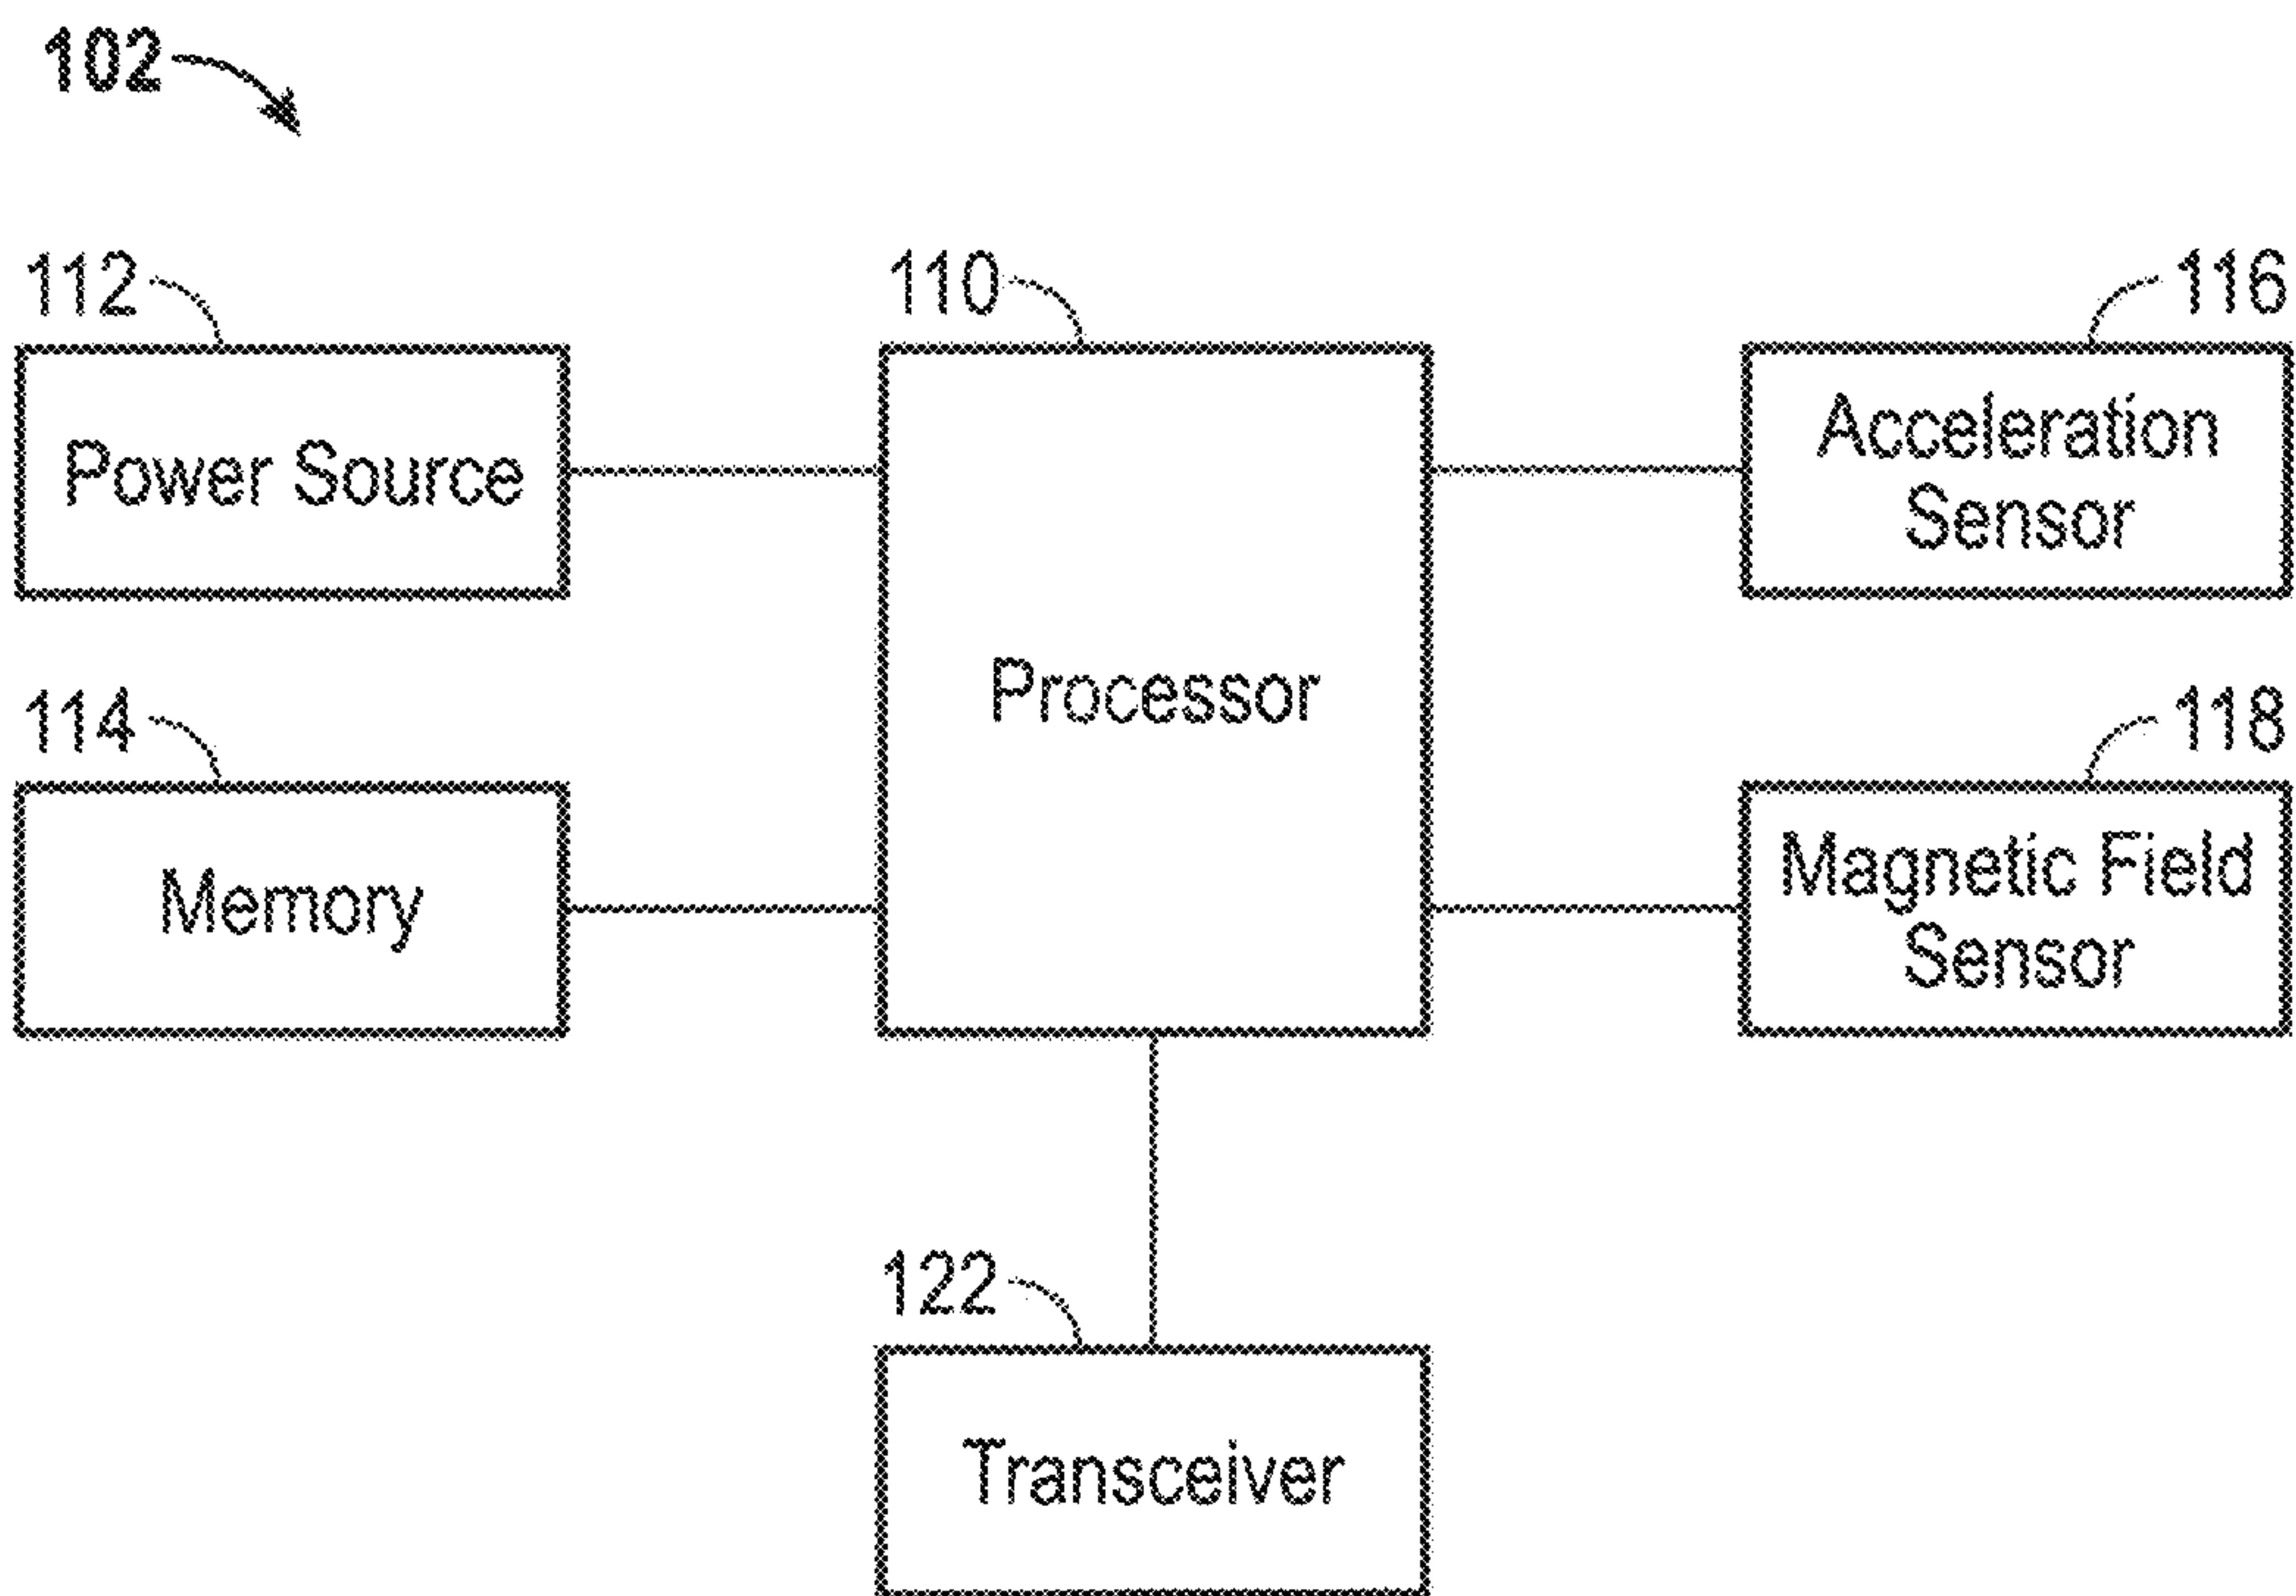 102
112
110
116
Power Source
Processor
Acceleration
Sensor
114
118
Memory
Magnetic Field
Sensor
122
Transceiver